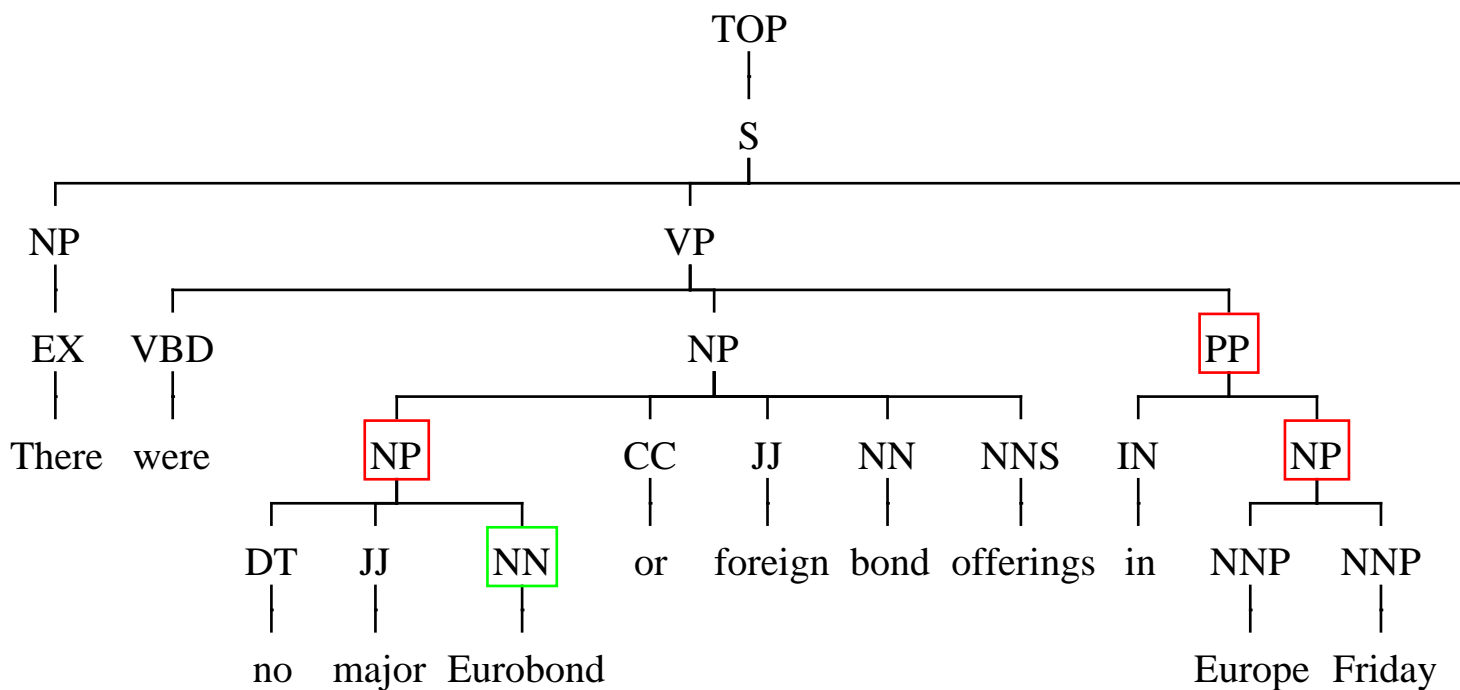 TOP
S
NP VP
EX VBD NP PP
There were NP CC JJ NN NNS IN NP
DT JJ NN or foreign bond offerings in NNP NNP
no major Eurobond Europe Friday